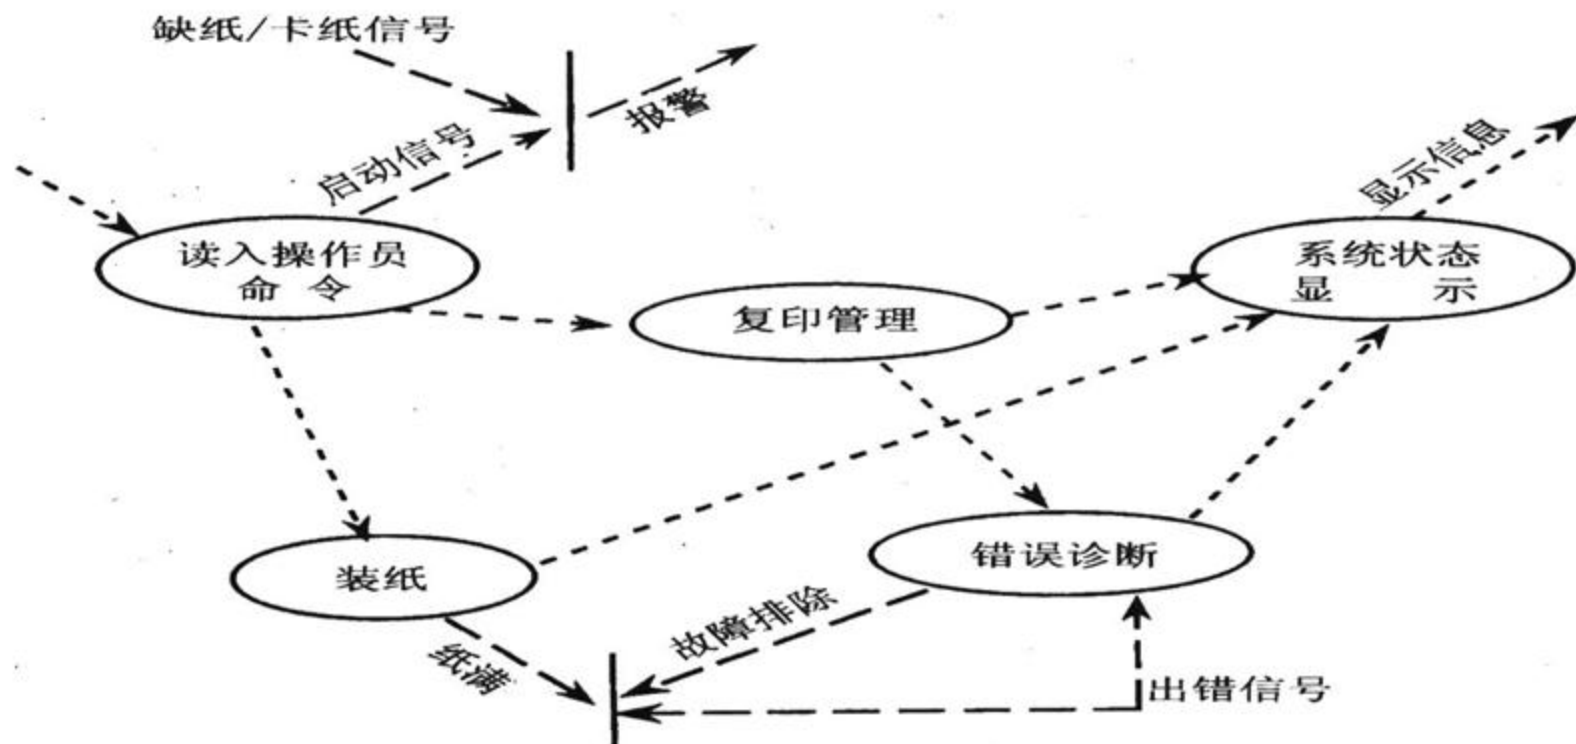 缺纸/卡纸信号
报警
启动信号
显示信息
读入操作员
命 令
系统状态
显 示
复印管理
错误诊断
装纸
故障排除
纸满
出错信号